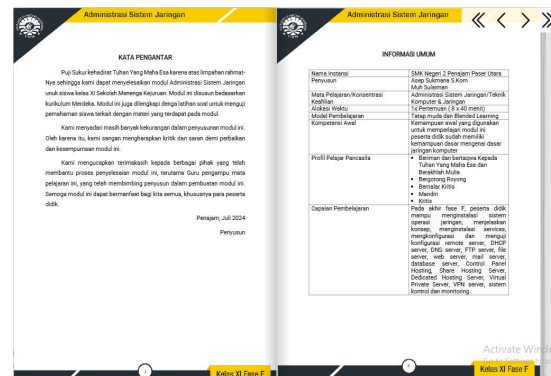 Administrasi Sistem Jaringan
KATA PENGANTAR
Puji Sukur kehadirat Tuhan Yang Maha Esa karena atas limpahan rahmat-
Nya sehingga kami dapat menyelesaikan modul Administrasi Sistem Jaringan
unuk siswa kelas XI Sekolah Menenga Kejuruan. Modul ini disusun bedasarkan
kurikulum Merdeka. Modul ini juga dilengkapi denga latihan soal untuk menguji
pemahaman siswa terkait dengan materi yang terdapat pada modul.
Kami menyadari masih banyak kekurangan dalam penyusunan modul ini.
Oleh karena itu, kami sangan mengharapkan kritik dan saran demi perbaikan
dan kesempurnaan modul ini.
Kami mengucapkan terimakasih kepada berbagai pihak yang telah
membantu proses penyelesaian modul ini, terutama Guru pengampu mata
pelajaran ini, yang telah membimbing penyusun dalam pembuatan modul ini.
Semoga modul ini dapat bermanfaat bagi kita semua, khususnya para peserta
didik.
Penajam, Juli 2024
Penyusun
i
Kelas XI Fase F
Administrasi Sistem Jaringan
INFORMASI UMUM
Nama Instansi SMK Negeri 2 Penajam Paser Utara
Penyusun Asep Sukmana S.Kom
Muh Sulaiman
Mata Pelajaran/Konsentrasi Administrasi Sistem Jaringan/Teknik
Keahlian Komputer & Jaringan
Alokasi Waktu 1x Pertemuan ( 8 x 40 menit)
Model Pembelajaran Tatap muda dan Blended Learning
Kompetensi Awal Kemampuan awal yang digunakan
untuk memperlajari modul ini
peserta didik sudah memiliki
kemampuan dasar mengenai dasar
jaringan komputer
Profil Pelajar Pancasila • Beriman dan bertaqwa Kepada
Tuhan Yang Maha Esa dan
Berakhlah Mulia
• Bergotong Royong
• Bernalar Kritis
• Mandiri
• Kritis
Capaian Pembelajaran Pada akhir fase F, peserta didik
mampu menginstalasi sistem
operasi jaringan, menjelaskan
konsep, menginstalasi services,
mengkonfigurasi dan menguji
konfigurasi remote server, DHCP
server, DNS server, FTP server, file
server, web server, mail server,
database server, Control Panel
Hosting, Share Hosting Server,
Dedicated Hosting Server, Virtual
Private Server, VPN server, sistem
kontrol dan monitoring.
Activate Windo
Kelas XI Fase F